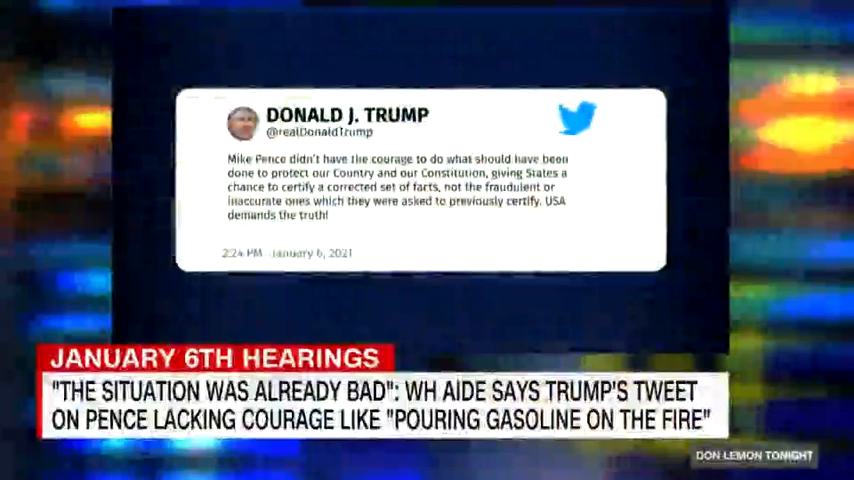 DONALD J. TRUMP
@realDonaldTrump
Mike Pence didn't have the courage to do what should have been
done to protect our Country and our Constitution, giving States a
chance to certify a corrected set of facts, not the fraudulent or
inaccurate ones which they were asked to previously certify. USA
demands the truth!
2:24 PM - January 6, 2021
JANUARY 6TH HEARINGS
"THE SITUATION WAS ALREADY BAD": WH AIDE SAYS TRUMP'S TWEET
ON PENCE LACKING COURAGE LIKE "POURING GASOLINE ON THE FIRE"
DON LEMON TONIGHT